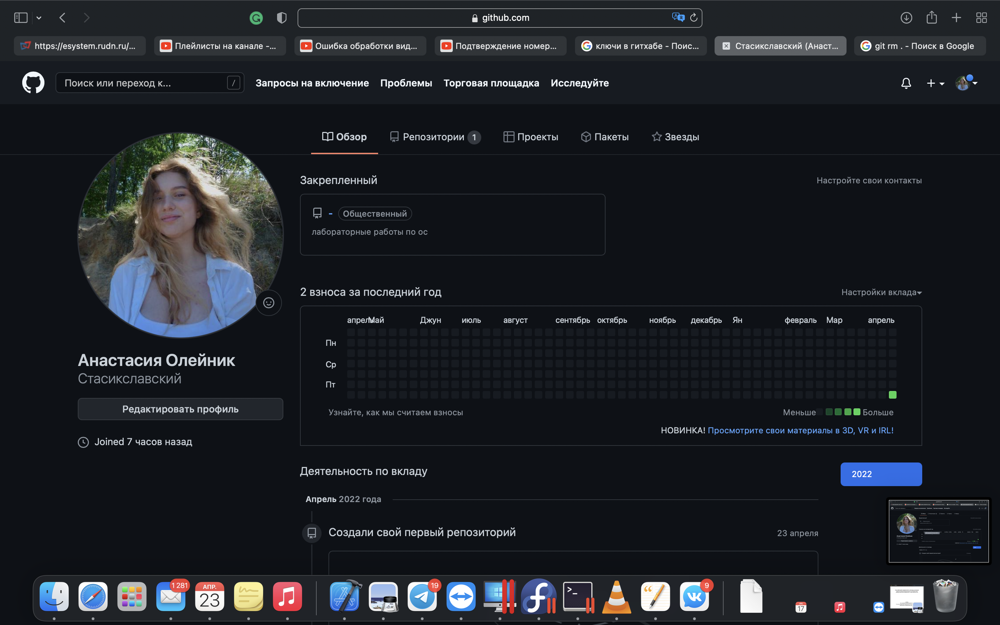 github.com
https://esystem.rudn.ru/...
Плейлисты на канале -...
Ошибка обработки вид...
Подтверждение номер...
ключи в гитхабе - Поис...
Стасикславский (Анаст...
git rm . - Поиск в Google
Поиск или переход к...
/
Запросы на включение
Проблемы
Торговая площадка
Исследуйте
Обзор
Репозитории 1
Проекты
Пакеты
Звезды
Закрепленный
Настройте свои контакты
- Общественный
лабораторные работы по ос
2 взноса за последний год
Настройки вклада
апрель Май Джун июль август сентябрь октябрь ноябрь декабрь Ян февраль Мар апрель
Пн
Ср
Пт
Узнайте, как мы считаем взносы
Меньше Больше
НОВИНКА! Просмотрите свои материалы в 3D, VR и IRL!
Анастасия Олейник
Стасикславский
Редактировать профиль
Joined 7 часов назад
Деятельность по вкладу
2022
Апрель 2022 года
Создали свой первый репозиторий
23 апреля
1 281
АПР.
23
19
9
JUL
17